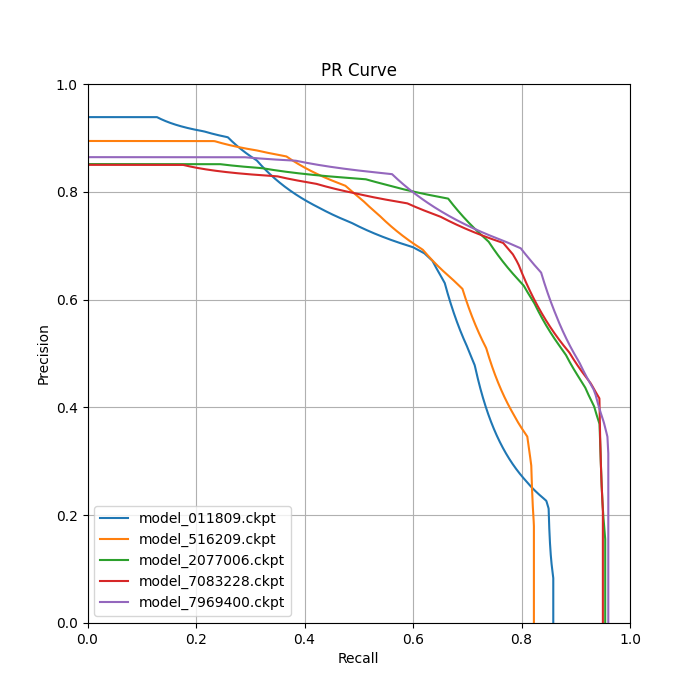 PR Curve
1.0
0.8
0.6
0.4
0.2
0.0
Precision
model_011809.ckpt
model_516209.ckpt
model_2077006.ckpt
model_7083228.ckpt
model_7969400.ckpt
0.0 0.2 0.4 0.6 0.8 1.0
Recall